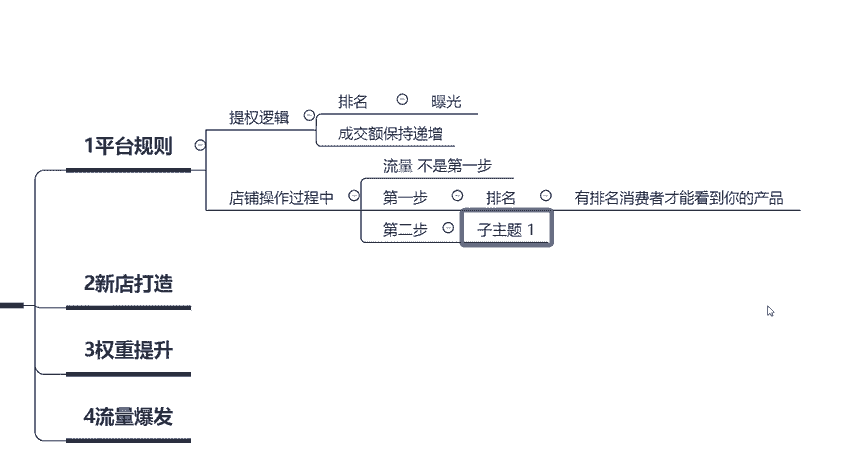 1平台规则
提权逻辑
排名
曝光
成交额保持递增
店铺操作过程中
流量 不是第一步
第一步
排名
有排名消费者才能看到你的产品
第二步
子主题 1
2新店打造
3权重提升
4流量爆发